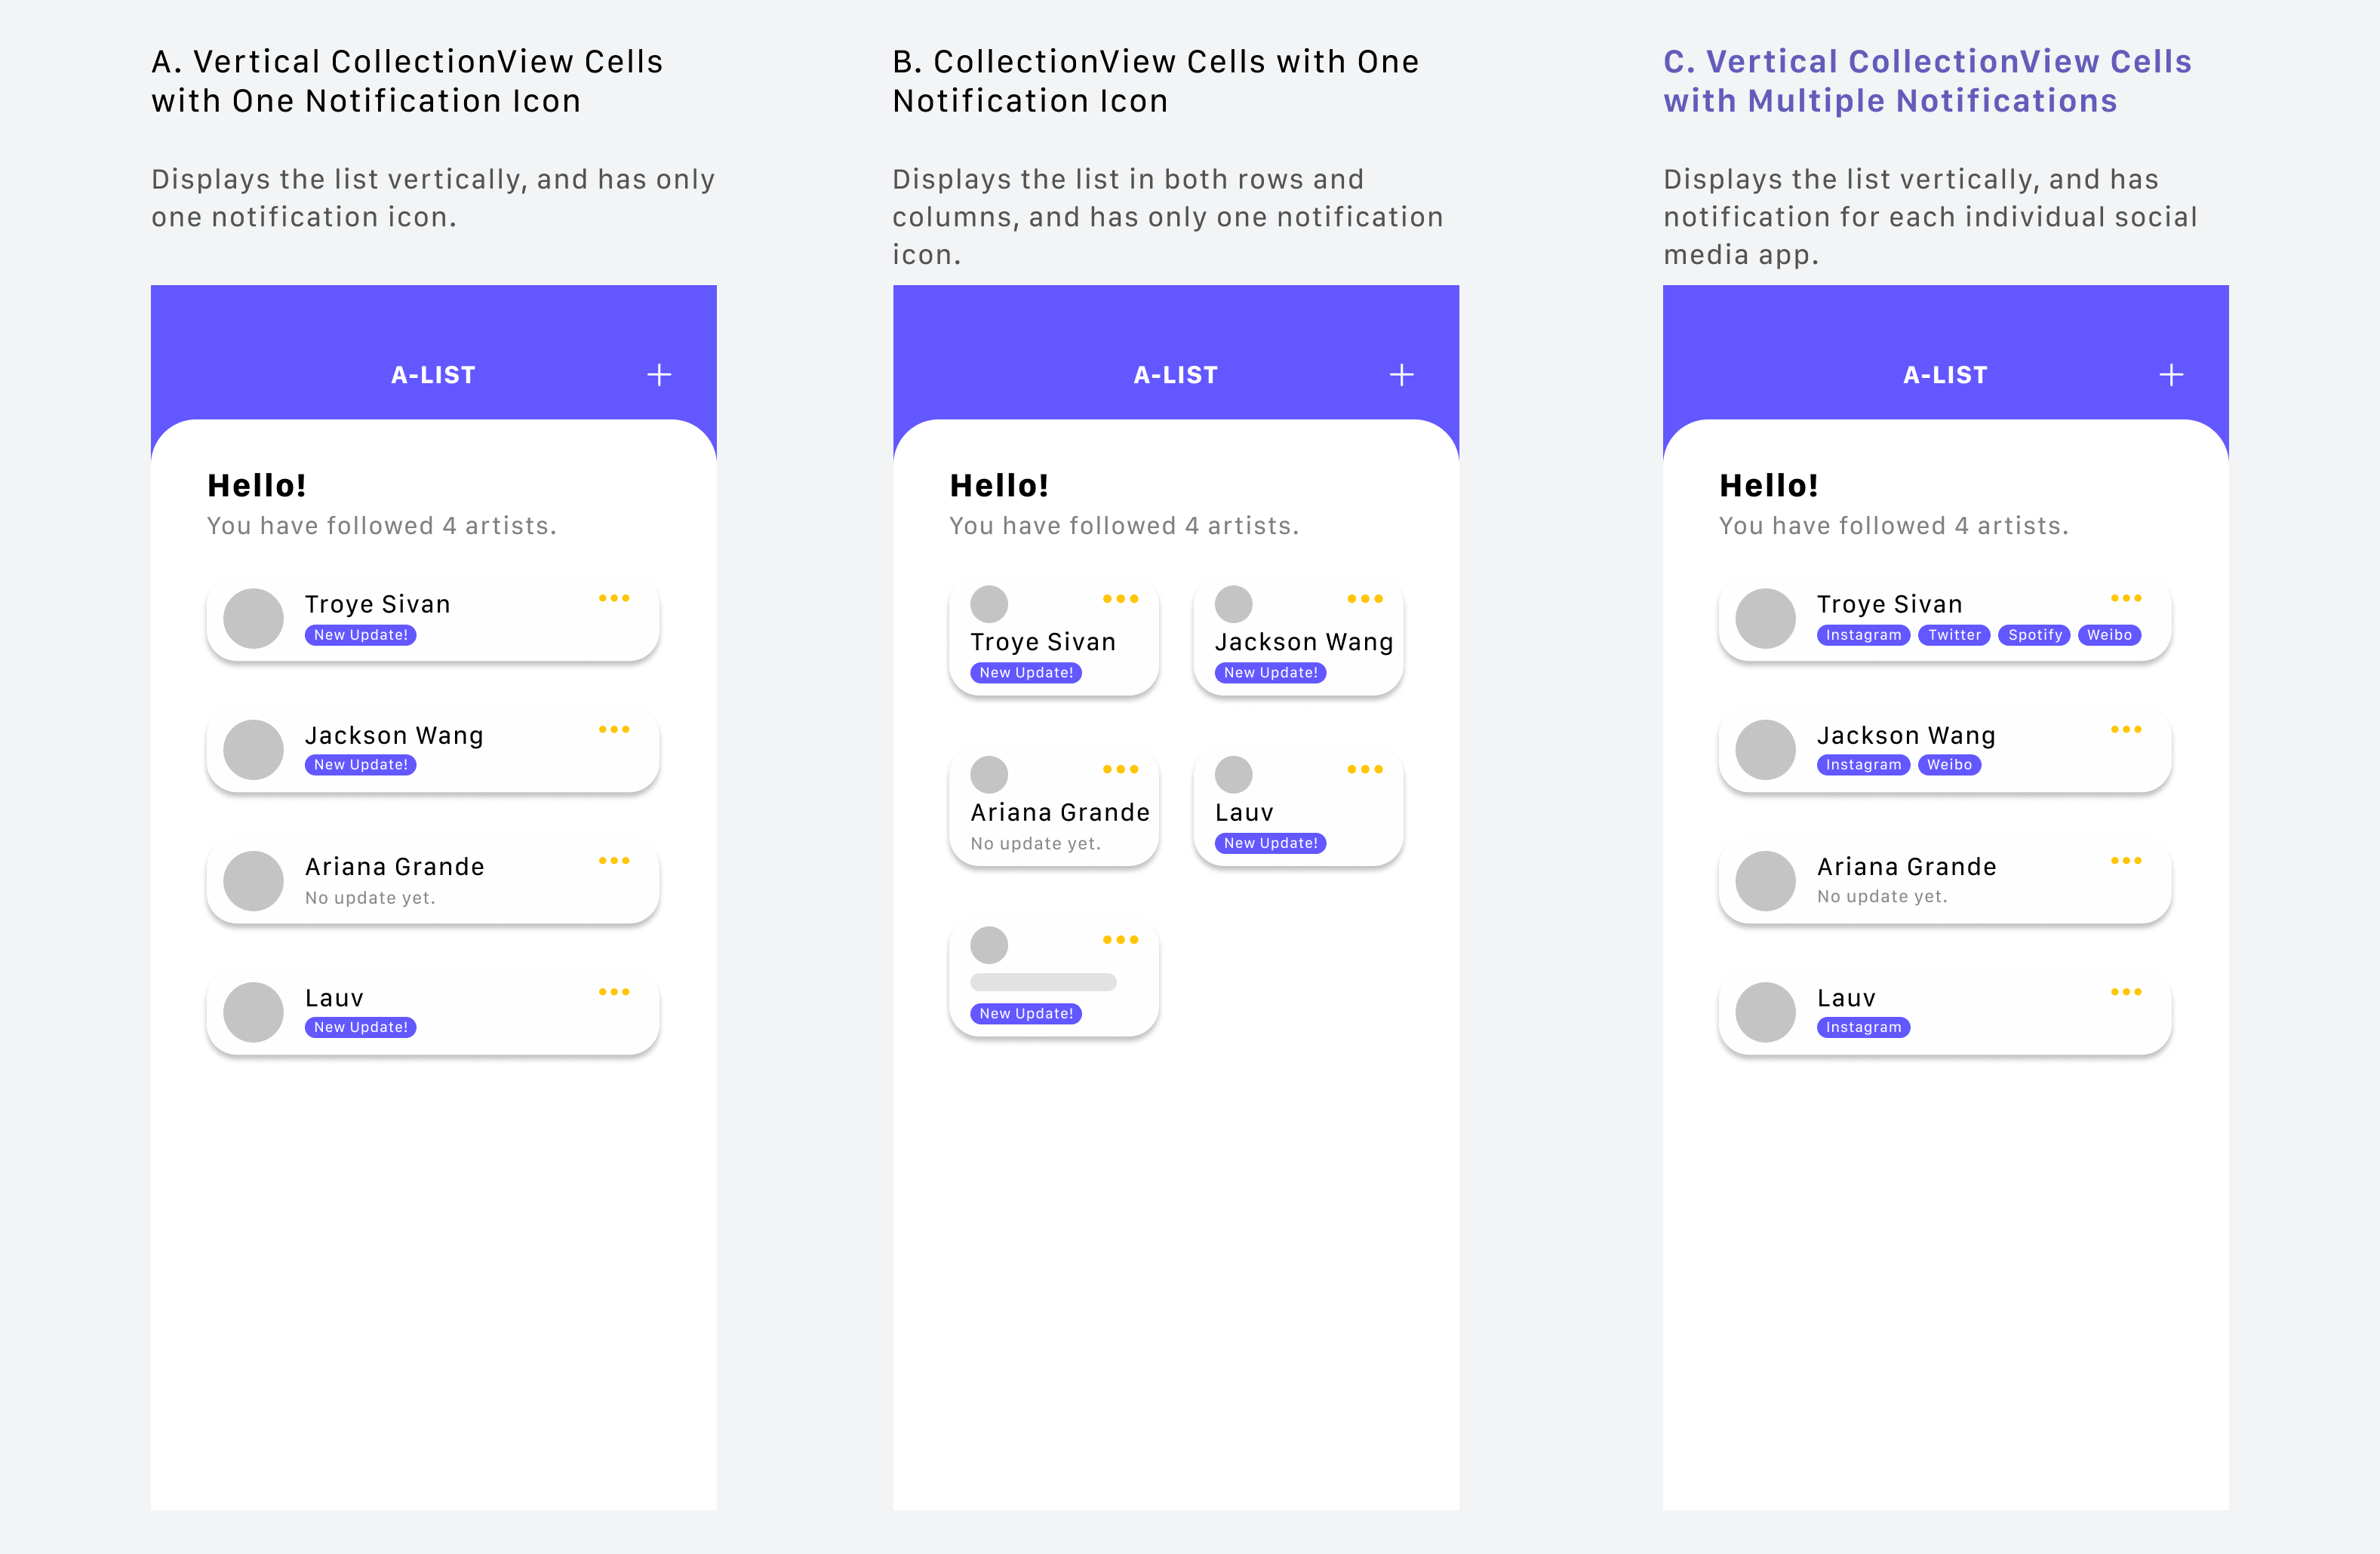 A. Vertical CollectionView Cells
with One Notification Icon
Displays the list vertically, and has only
one notification icon.
A-LIST
Hello!
You have followed 4 artists.
Troye Sivan
New Update!
Jackson Wang
New Update!
Ariana Grande
No update yet.
Lauv
New Update!
B. CollectionView Cells with One
Notification Icon
Displays the list in both rows and
columns, and has only one notification
icon.
A-LIST
Hello!
You have followed 4 artists.
Troye Sivan
New Update!
Jackson Wang
New Update!
Ariana Grande
No update yet.
Lauv
New Update!
New Update!
C. Vertical CollectionView Cells
with Multiple Notifications
Displays the list vertically, and has
notification for each individual social
media app.
A-LIST
Hello!
You have followed 4 artists.
Troye Sivan
Instagram Twitter Spotify Weibo
Jackson Wang
Instagram Weibo
Ariana Grande
No update yet.
Lauv
Instagram